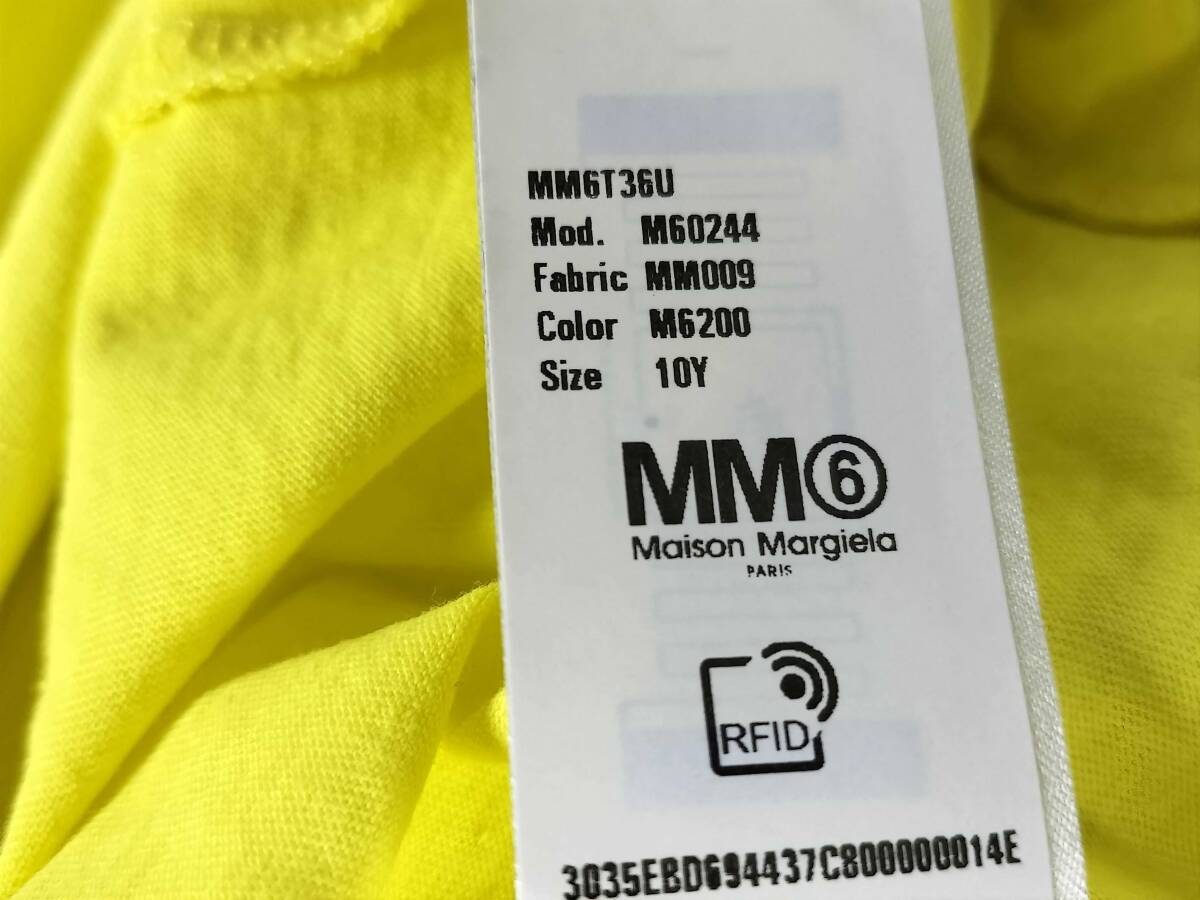 MM6T36U
Mod. M60244
Fabric MM009
Color M6200
Size 10Y
MM6
Maison Margiela
PARIS
RFID
3035EBD694437C800000014E